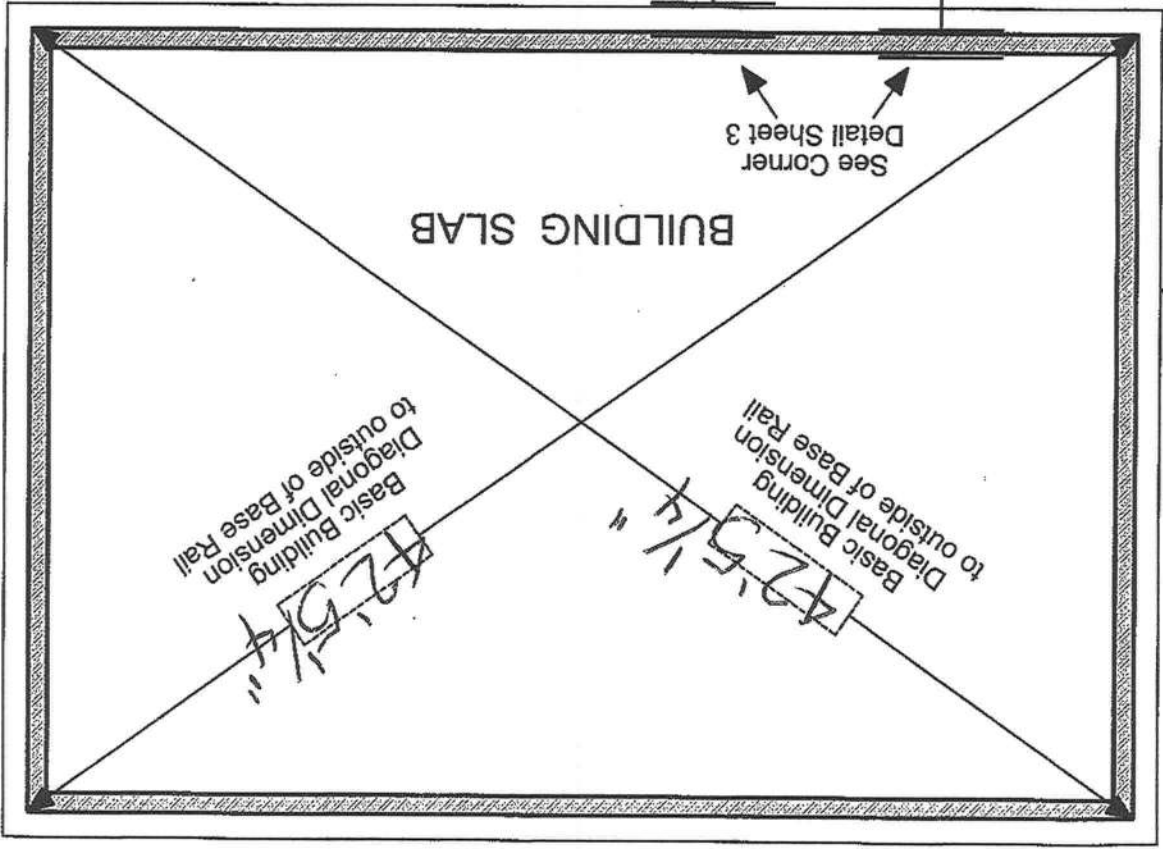 42' 5 1/4"
Basic Building
Diagonal Dimension
to outside of Base Rail
42' 5 1/4"
Basic Building
Diagonal Dimension
to outside of Base Rail
BUILDING SLAB
See Corner
Detail Sheet 3